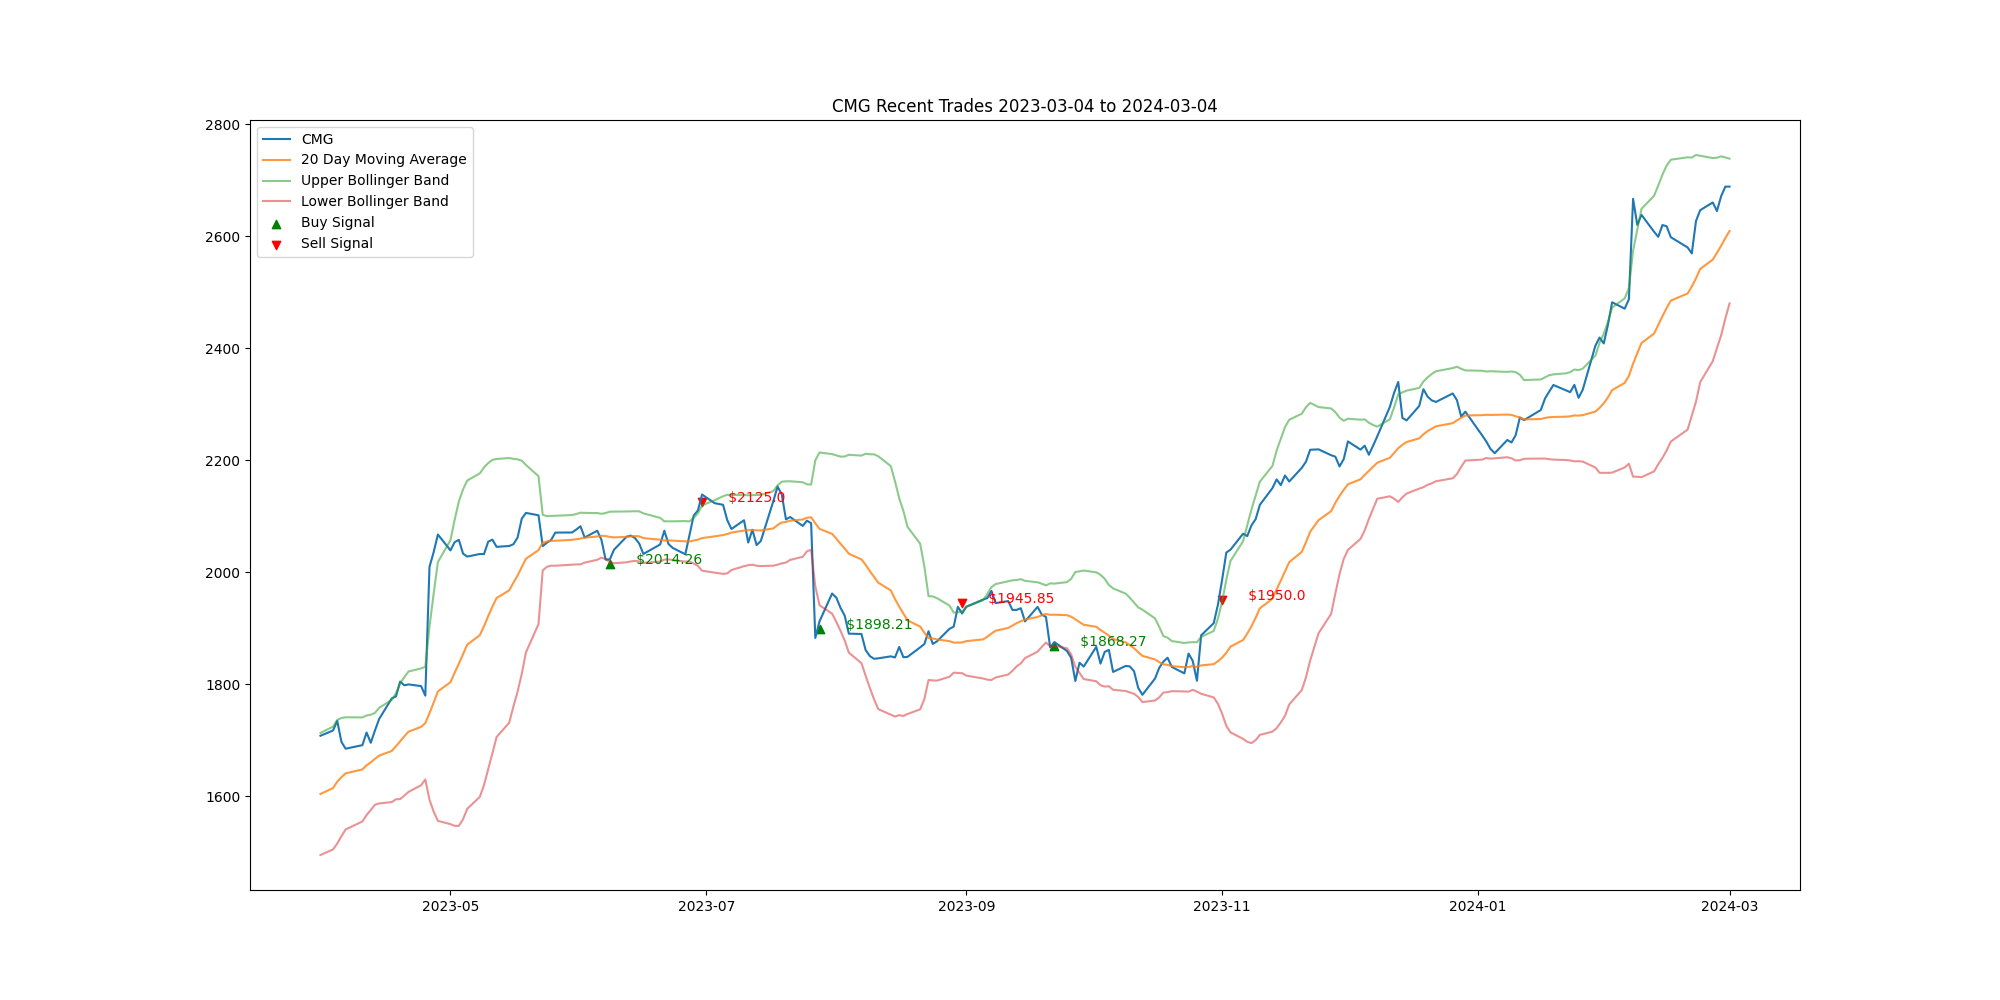 CMG Recent Trades 2023-03-04 to 2024-03-04
2800
2600
2400
2200
2000
1800
1600
CMG
20 Day Moving Average
Upper Bollinger Band
Lower Bollinger Band
Buy Signal
Sell Signal
$2125.0
$2014.26
$1945.85
$1950.0
$1898.21
$1868.27
2023-05
2023-07
2023-09
2023-11
2024-01
2024-03